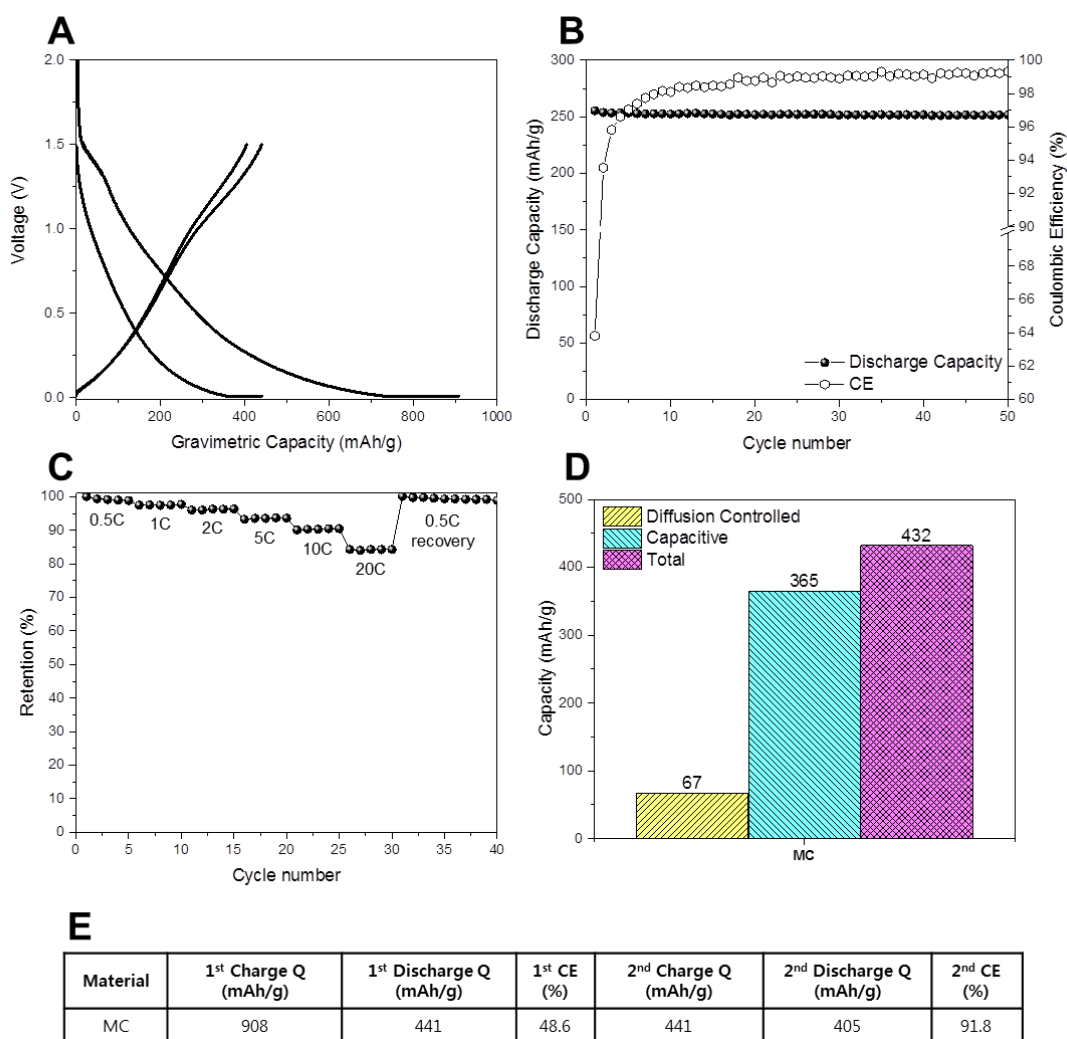 A
2.0
1.5
1.0
0.5
0.0
Voltage (V)
0 200 400 600 800 1000
Gravimetric Capacity (mAh/g)
B
300
250
200
150
100
50
0
Discharge Capacity (mAh/g)
100
98
96
94
92
90
68
66
64
62
60
Coulombic Efficiency (%)
Discharge Capacity
CE
0 10 20 30 40 50
Cycle number
C
100
90
80
70
60
50
40
30
20
10
0
Retention (%)
0.5C
1C
2C
5C
10C
20C
0.5C
recovery
0 5 10 15 20 25 30 35 40
Cycle number
D
500
400
300
200
100
0
Capacity (mAh/g)
Diffusion Controlled
Capacitive
Total
67
365
432
MC
E
Material 1st Charge Q (mAh/g) 1st Discharge Q (mAh/g) 1st CE (%) 2nd Charge Q (mAh/g) 2nd Discharge Q (mAh/g) 2nd CE (%)
MC 908 441 48.6 441 405 91.8